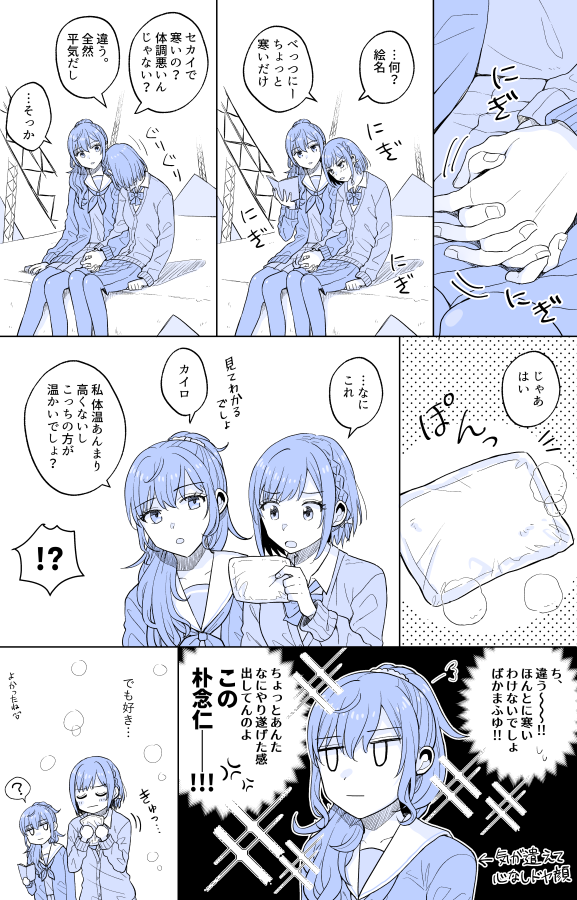 にぎ
にぎ
…何?
絵名
べっつにー
ちょっと
寒いだけ
にぎ
にぎ
にぎ
セカイで
寒いの?
体調悪いん
じゃない?
違う。
全然
平気だし
ぐりぐり
…そっか
じゃあ
はい
ぽんっ
…なに
これ
見てわかる
でしょ
カイロ
私体温あんまり
高くないし
こっちの方が
温かいでしょ?
!?
ち、
違う〜〜!!
ほんとに寒い
わけないでしょ
ばかまふゆ!!
ちょっとあんた
なにやり遂げた感
出してんのよ
この
朴念仁──!!!
←気が遣えて
心なしドヤ顔
でも好き…
きゅっ…
よかったね
?